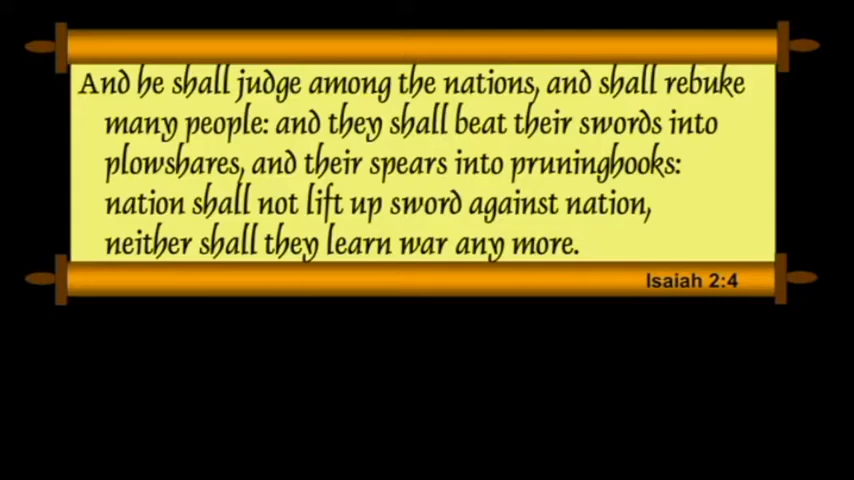 And he shall judge among the nations, and shall rebuke
many people: and they shall beat their swords into
plowshares, and their spears into pruninghooks:
nation shall not lift up sword against nation,
neither shall they learn war any more.
Isaiah 2:4